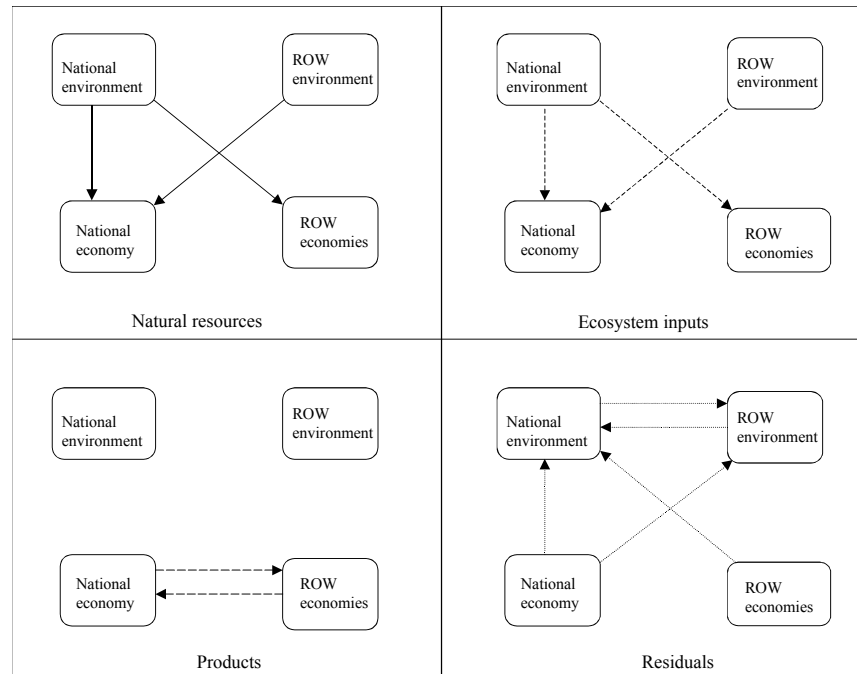 National
environment
ROW
environment
National
economy
ROW
economies
Natural resources
National
environment
ROW
environment
National
economy
ROW
economies
Ecosystem inputs
National
environment
ROW
environment
National
economy
ROW
economies
Products
National
environment
ROW
environment
National
economy
ROW
economies
Residuals